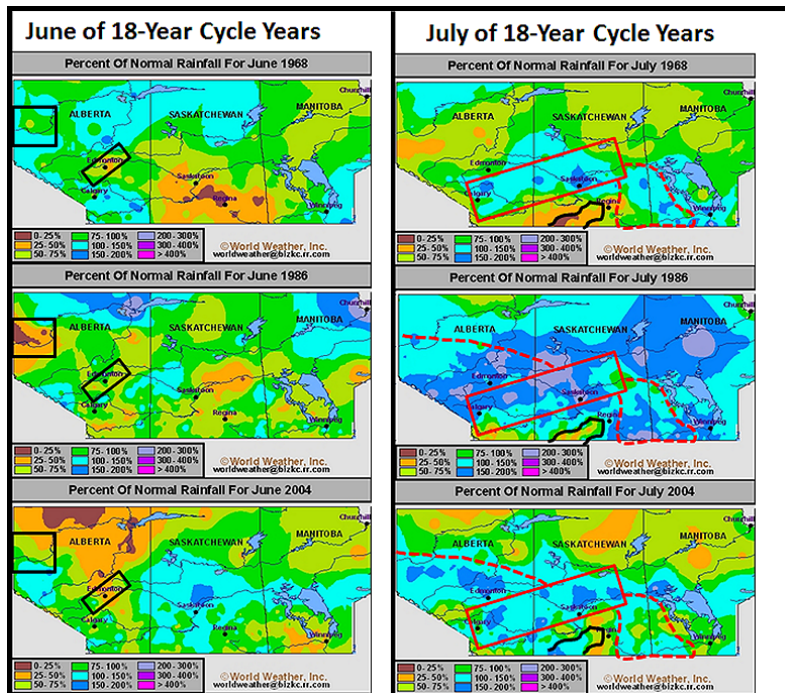 June of 18-Year Cycle Years
Percent Of Normal Rainfall For June 1968
Churchill
ALBERTA
SASKATCHEWAN
MANITOBA
Edmonton
Saskatoon
Calgary
Regina
Winnipeg
0-25% 75-100% 200-300%
25-50% 100-150% 300-400%
50-75% 150-200% > 400%
©World Weather, Inc.
worldweather@bizkc.rr.com
Percent Of Normal Rainfall For June 1986
Churchill
ALBERTA
SASKATCHEWAN
MANITOBA
Edmonton
Saskatoon
Calgary
Regina
Winnipeg
0-25% 75-100% 200-300%
25-50% 100-150% 300-400%
50-75% 150-200% > 400%
©World Weather, Inc.
worldweather@bizkc.rr.com
Percent Of Normal Rainfall For June 2004
Churchill
ALBERTA
SASKATCHEWAN
MANITOBA
Edmonton
Saskatoon
Calgary
Regina
Winnipeg
0-25% 75-100% 200-300%
25-50% 100-150% 300-400%
50-75% 150-200% > 400%
©World Weather, Inc.
worldweather@bizkc.rr.com
July of 18-Year Cycle Years
Percent Of Normal Rainfall For July 1968
Churchill
ALBERTA
SASKATCHEWAN
MANITOBA
Edmonton
Saskatoon
Calgary
Regina
Winnipeg
0-25% 75-100% 200-300%
25-50% 100-150% 300-400%
50-75% 150-200% > 400%
©World Weather, Inc.
worldweather@bizkc.rr.com
Percent Of Normal Rainfall For July 1986
Churchill
ALBERTA
SASKATCHEWAN
MANITOBA
Edmonton
Saskatoon
Calgary
Regina
Winnipeg
0-25% 75-100% 200-300%
25-50% 100-150% 300-400%
50-75% 150-200% > 400%
©World Weather, Inc.
worldweather@bizkc.rr.com
Percent Of Normal Rainfall For July 2004
Churchill
ALBERTA
SASKATCHEWAN
MANITOBA
Edmonton
Saskatoon
Calgary
Regina
Winnipeg
0-25% 75-100% 200-300%
25-50% 100-150% 300-400%
50-75% 150-200% > 400%
©World Weather, Inc.
worldweather@bizkc.rr.com